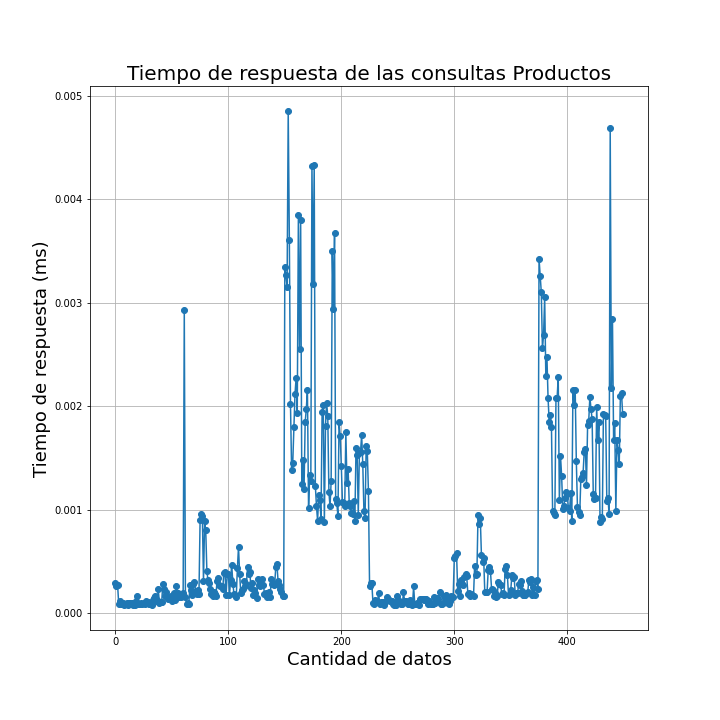 Tiempo de respuesta de las consultas Productos
0.005
0.004
0.003
0.002
0.001
0.000
Tiempo de respuesta (ms)
0 100 200 300 400
Cantidad de datos